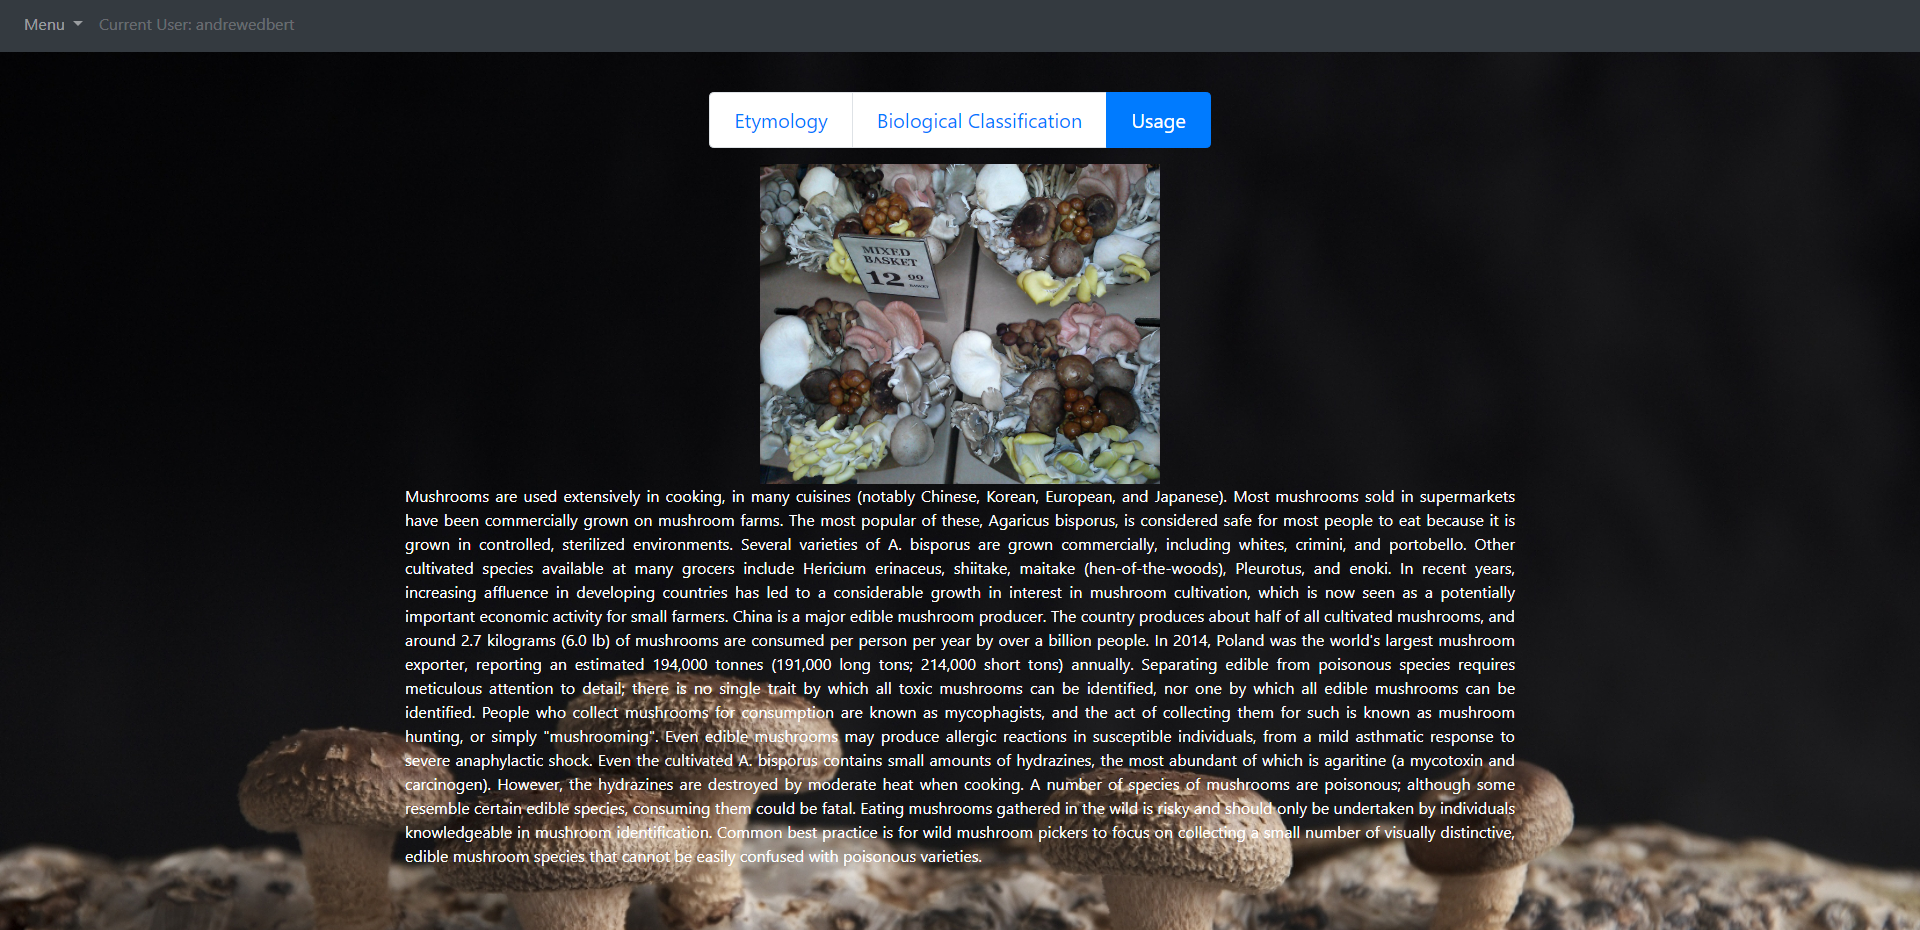 Menu Current User: andrewedbert
Etymology Biological Classification Usage
MIXED
BASKET
12 99
BASKET
Mushrooms are used extensively in cooking, in many cuisines (notably Chinese, Korean, European, and Japanese). Most mushrooms sold in supermarkets
have been commercially grown on mushroom farms. The most popular of these, Agaricus bisporus, is considered safe for most people to eat because it is
grown in controlled, sterilized environments. Several varieties of A. bisporus are grown commercially, including whites, crimini, and portobello. Other
cultivated species available at many grocers include Hericium erinaceus, shiitake, maitake (hen-of-the-woods), Pleurotus, and enoki. In recent years,
increasing affluence in developing countries has led to a considerable growth in interest in mushroom cultivation, which is now seen as a potentially
important economic activity for small farmers. China is a major edible mushroom producer. The country produces about half of all cultivated mushrooms, and
around 2.7 kilograms (6.0 lb) of mushrooms are consumed per person per year by over a billion people. In 2014, Poland was the world's largest mushroom
exporter, reporting an estimated 194,000 tonnes (191,000 long tons; 214,000 short tons) annually. Separating edible from poisonous species requires
meticulous attention to detail; there is no single trait by which all toxic mushrooms can be identified, nor one by which all edible mushrooms can be
identified. People who collect mushrooms for consumption are known as mycophagists, and the act of collecting them for such is known as mushroom
hunting, or simply "mushrooming". Even edible mushrooms may produce allergic reactions in susceptible individuals, from a mild asthmatic response to
severe anaphylactic shock. Even the cultivated A. bisporus contains small amounts of hydrazines, the most abundant of which is agaritine (a mycotoxin and
carcinogen). However, the hydrazines are destroyed by moderate heat when cooking. A number of species of mushrooms are poisonous; although some
resemble certain edible species, consuming them could be fatal. Eating mushrooms gathered in the wild is risky and should only be undertaken by individuals
knowledgeable in mushroom identification. Common best practice is for wild mushroom pickers to focus on collecting a small number of visually distinctive,
edible mushroom species that cannot be easily confused with poisonous varieties.